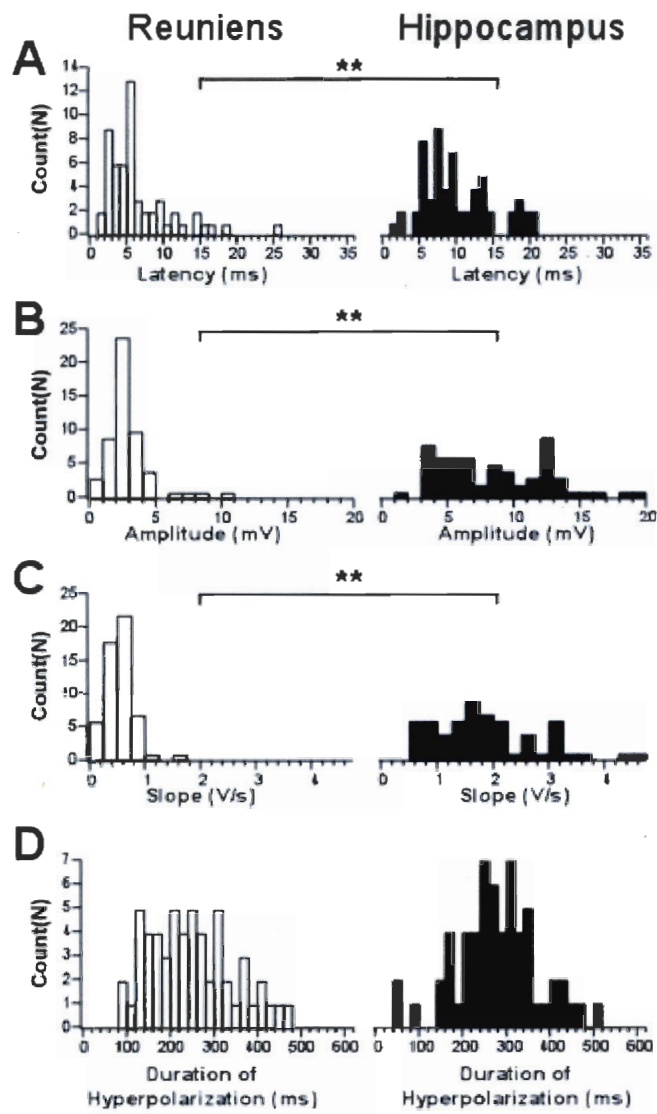 Reuniens Hippocampus
A
**
Count(N)
14
12
10
8
6
4
2
0
0 5 10 15 20 25 30 35
0 5 10 15 20 25 30 35
Latency (ms) Latency (ms)
B
**
Count(N)
25
20
15
10
5
0
0 5 10 15 20
0 5 10 15 20
Amplitude (mV) Amplitude (mV)
C
**
Count(N)
25
20
15
10
5
0
0 1 2 3 4
0 1 2 3 4
Slope (V/s) Slope (V/s)
D
Count(N)
7
6
5
4
3
2
1
0
100 200 300 400 500 600
0 100 200 300 400 500 600
Duration of Duration of
Hyperpolarization (ms) Hyperpolarization (ms)